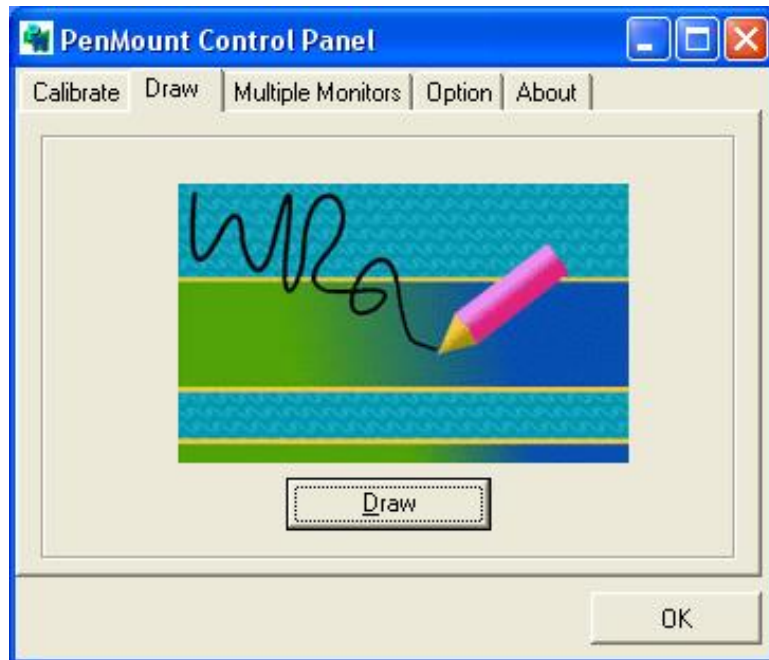 PenMount Control Panel
Calibrate Draw Multiple Monitors Option About
Draw
OK